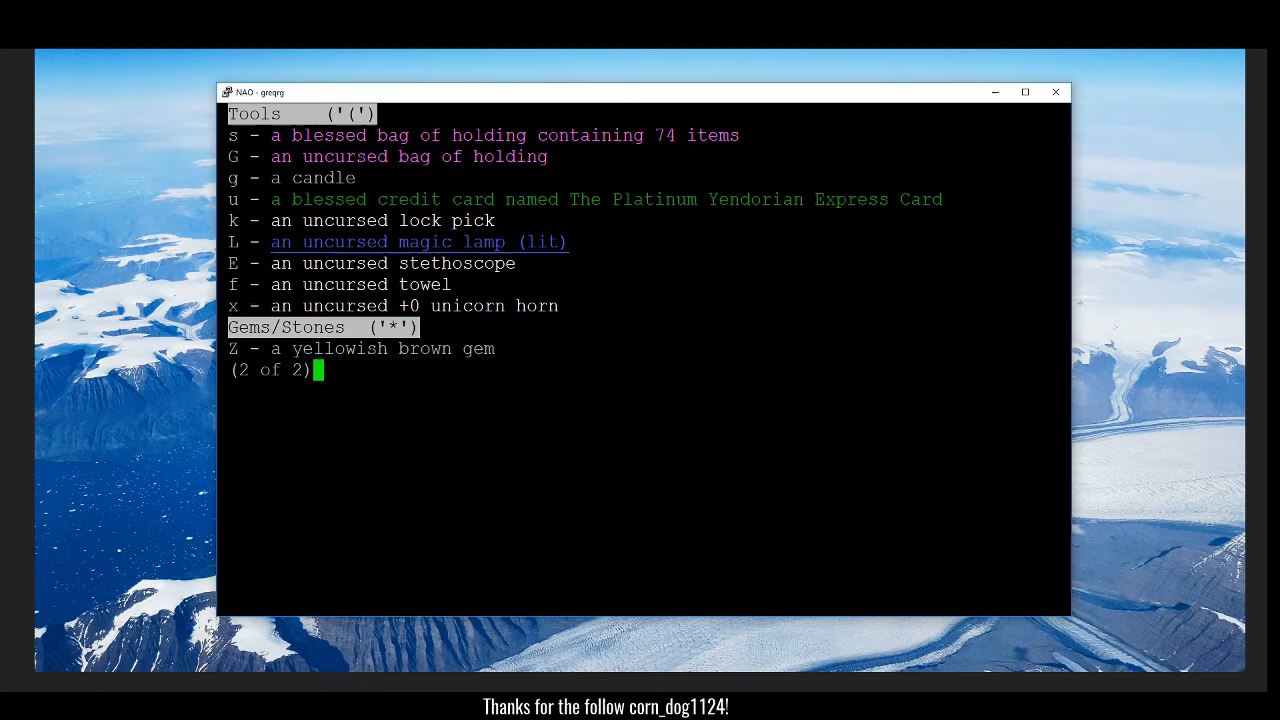 NAO - greqrg
Tools    ('(')
s - a blessed bag of holding containing 74 items
G - an uncursed bag of holding
g - a candle
u - a blessed credit card named The Platinum Yendorian Express Card
k - an uncursed lock pick
L - an uncursed magic lamp (lit)
E - an uncursed stethoscope
f - an uncursed towel
x - an uncursed +0 unicorn horn
Gems/Stones  ('*')
Z - a yellowish brown gem
(2 of 2)
Thanks for the follow corn_dog1124!